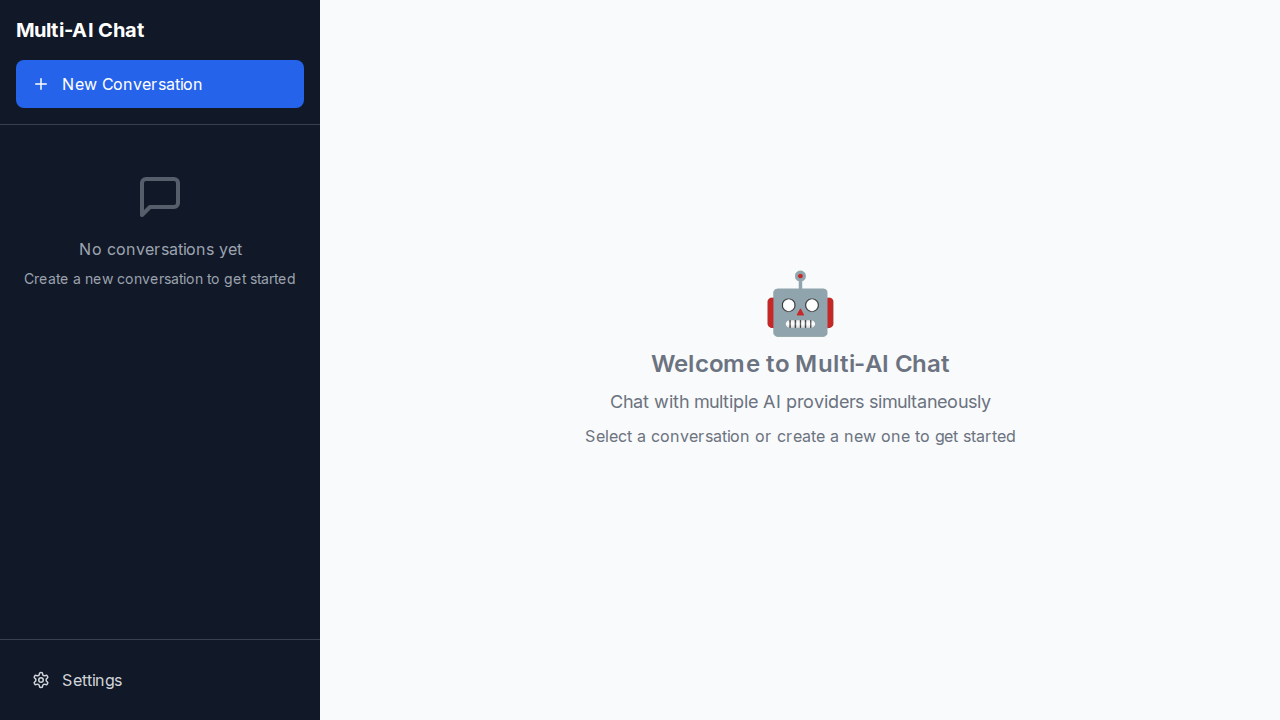 Multi-AI Chat
New Conversation
No conversations yet
Create a new conversation to get started
Settings
Welcome to Multi-AI Chat
Chat with multiple AI providers simultaneously
Select a conversation or create a new one to get started